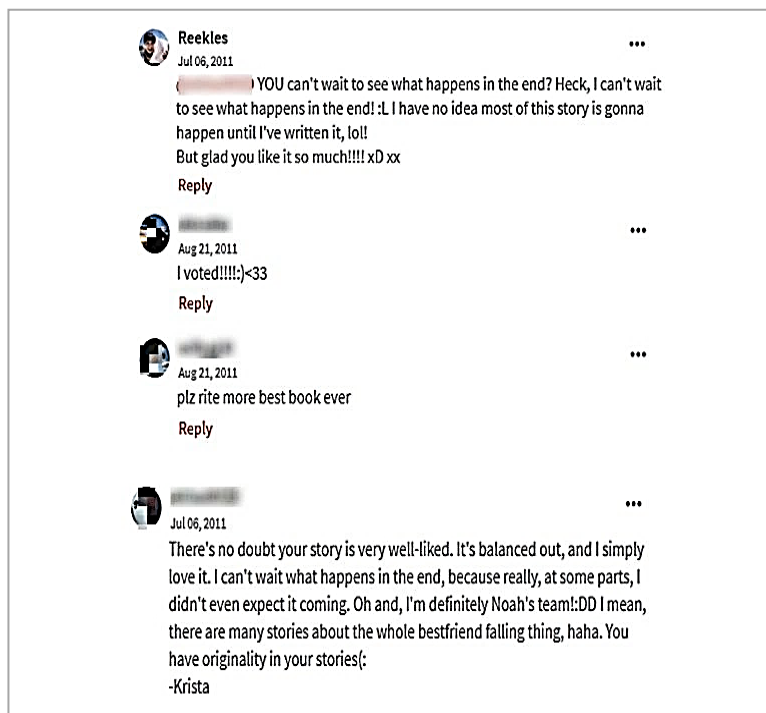 Reekles
Jul 06, 2011
YOU can't wait to see what happens in the end? Heck, I can't wait
to see what happens in the end! :L I have no idea most of this story is gonna
happen until I've written it, lol!
But glad you like it so much!!!! xD xx
Reply
Aug 21, 2011
I voted!!!!:)<33
Reply
Aug 21, 2011
plz rite more best book ever
Reply
Jul 06, 2011
There's no doubt your story is very well-liked. It's balanced out, and I simply
love it. I can't wait what happens in the end, because really, at some parts, I
didn't even expect it coming. Oh and, I'm definitely Noah's team!:DD I mean,
there are many stories about the whole bestfriend falling thing, haha. You
have originality in your stories(:
-Krista